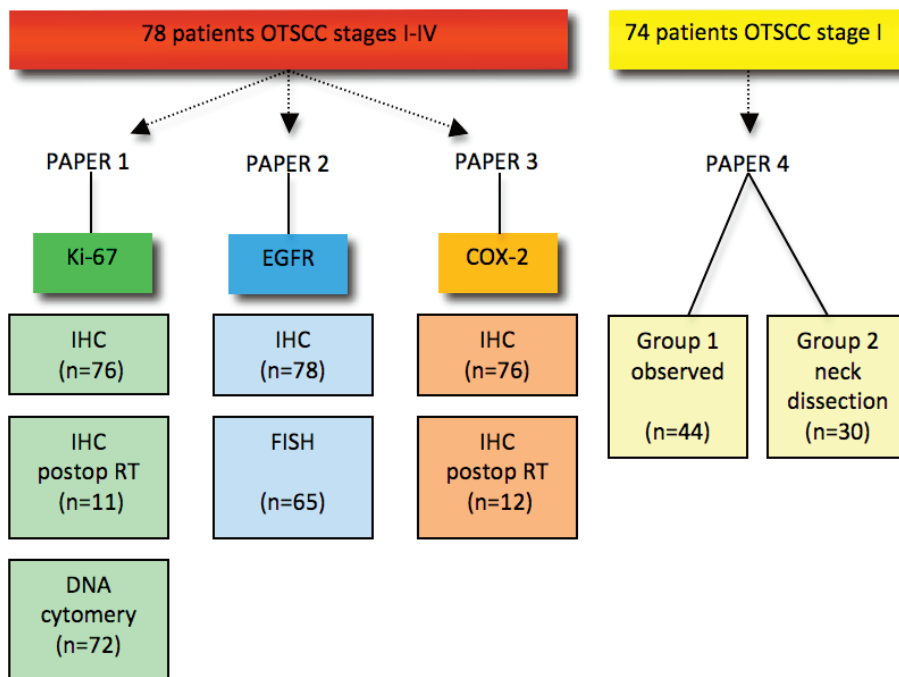 78 patients OTSCC stages I-IV
74 patients OTSCC stage I
PAPER 1
PAPER 2
PAPER 3
PAPER 4
Ki-67
EGFR
COX-2
IHC
(n=76)
IHC
(n=78)
IHC
(n=76)
Group 1
observed
(n=44)
Group 2
neck
dissection
(n=30)
IHC
postop RT
(n=11)
FISH
(n=65)
IHC
postop RT
(n=12)
DNA
cytomery
(n=72)